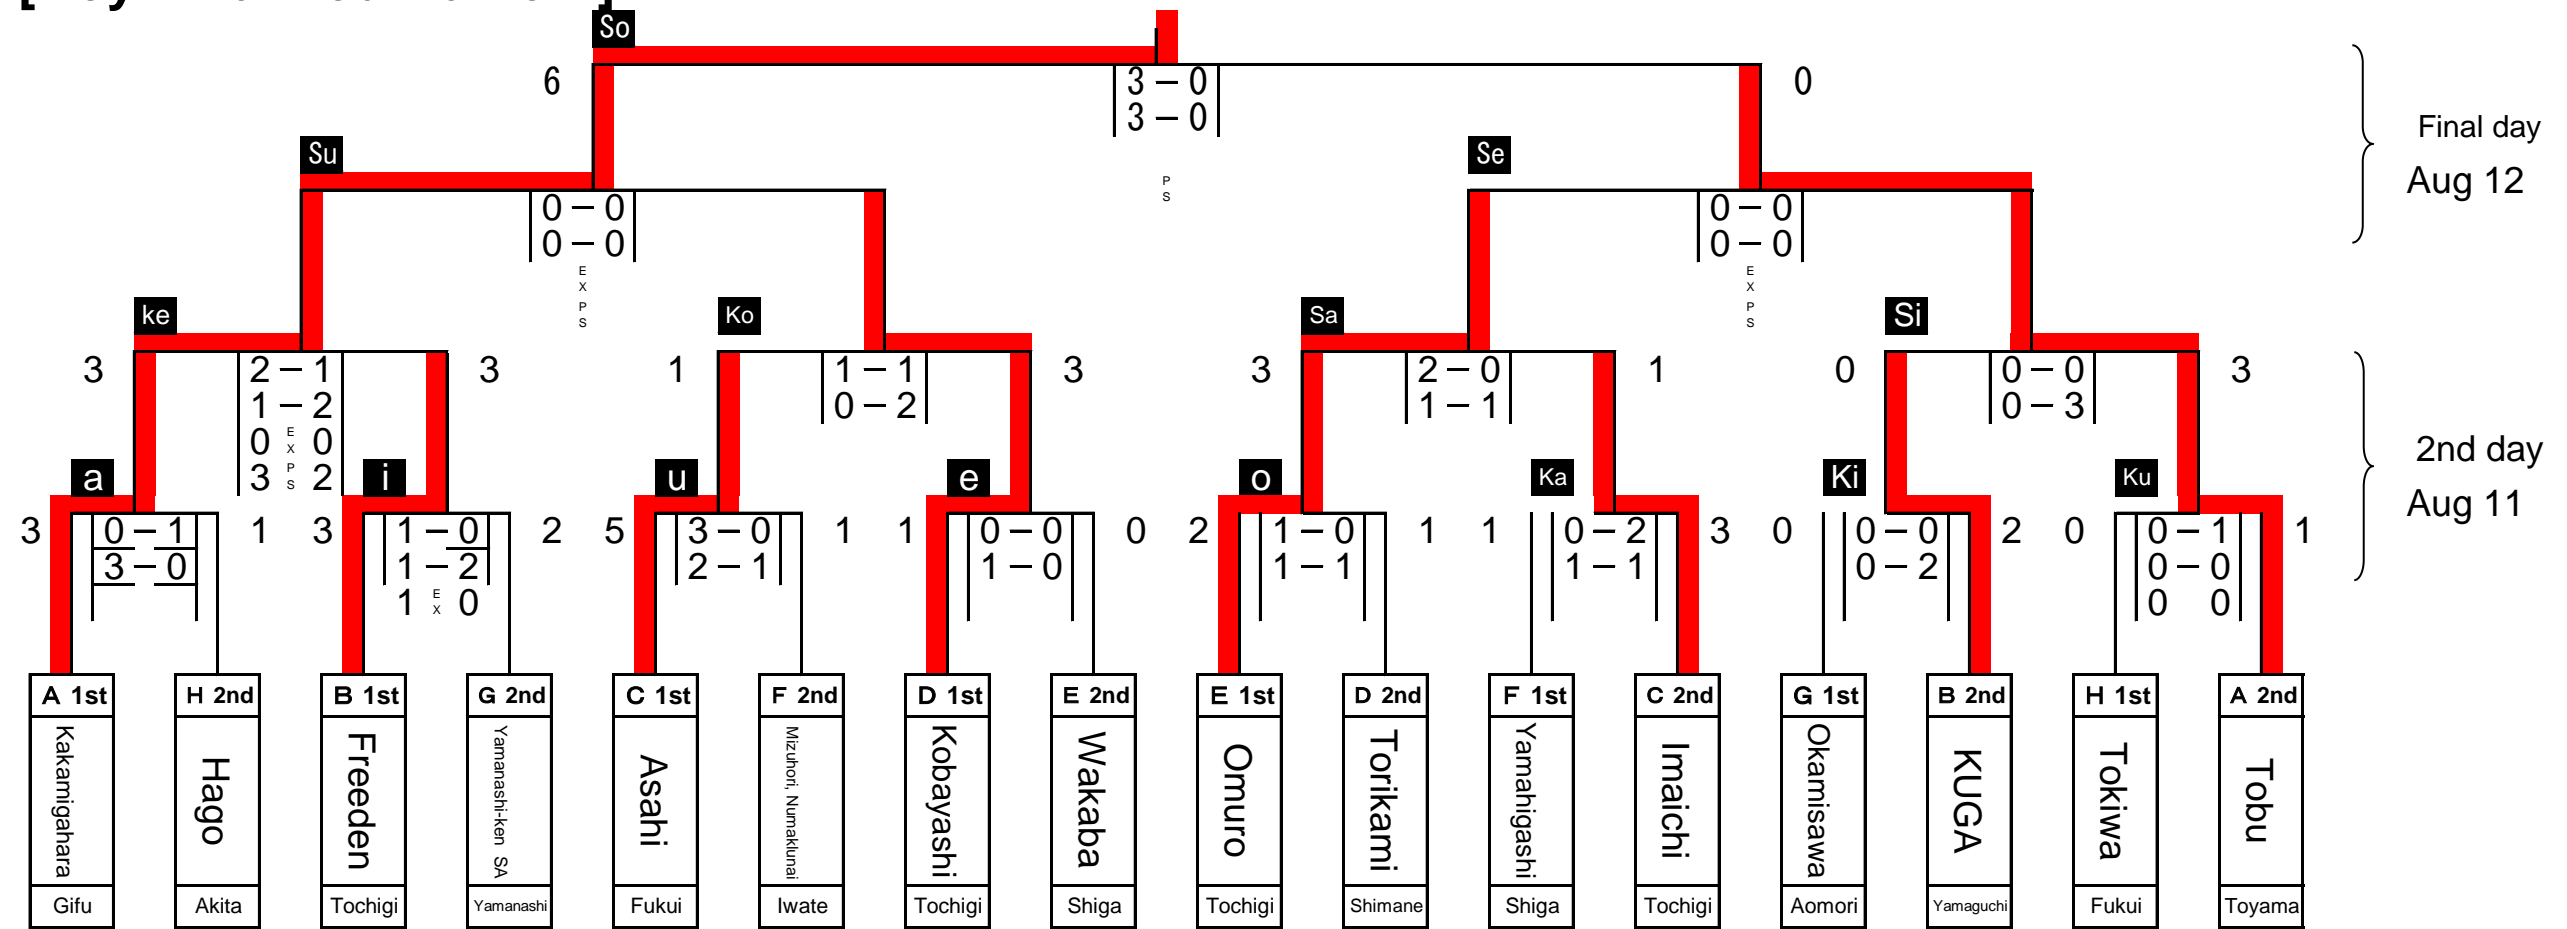 So
6
3 – 0
0
3 – 0
Final day
Aug 12
P
S
Su
Se
0 – 0
0 – 0
0 – 0
0 – 0
E
X
P
S
E
X
P
S
ke
Ko
Sa
Si
3
2 – 1
3
1
1 – 1
3
3
2 – 0
1
0
0 – 0
3
1 – 2
0 – 2
1 – 1
0 – 3
0 E X 0
3 P S 2
2nd day
Aug 11
a
i
u
e
o
Ka
Ki
Ku
3
0 – 1
1
3
1 – 0
2
5
3 – 0
1
1
0 – 0
0
2
1 – 0
1
1
0 – 2
3
0
0 – 0
2
0
0 – 1
1
3 – 0
1 – 2
2 – 1
1 – 0
1 – 1
1 – 1
0 – 2
0 – 0
1 E X 0
0 0
A 1st
H 2nd
B 1st
G 2nd
C 1st
F 2nd
D 1st
E 2nd
E 1st
D 2nd
F 1st
C 2nd
G 1st
B 2nd
H 1st
A 2nd
Kakamigahara
Hago
Freeden
Yamanashi-ken SA
Asahi
Mizuhori, Numaklunai
Kobayashi
Wakaba
Omuro
Torikami
Yamahigashi
Imaichi
Okamisawa
KUGA
Tokiwa
Tobu
Gifu
Akita
Tochigi
Yamanashi
Fukui
Iwate
Tochigi
Shiga
Tochigi
Shimane
Shiga
Tochigi
Aomori
Yamaguchi
Fukui
Toyama